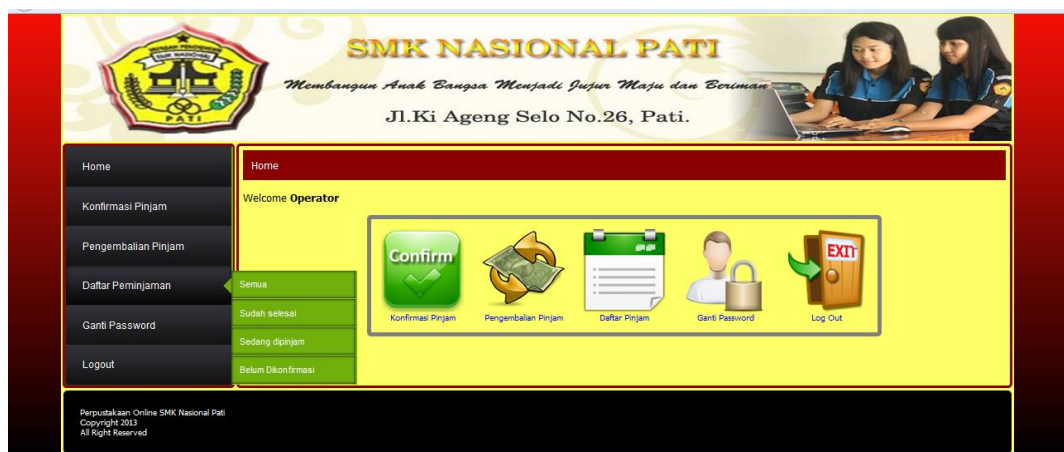 SMK NASIONAL PATI
Membangun Anak Bangsa Menjadi Jujur Maju dan Beriman
Jl.Ki Ageng Selo No.26, Pati.
PATI
Home
Konfirmasi Pinjam
Pengembalian Pinjam
Daftar Peminjaman
Ganti Password
Logout
Semua
Sudah selesai
Sedang dipinjam
Belum Dikonfirmasi
Home
Welcome Operator
Confirm
EXIT
Konfirmasi Pinjam
Pengembalian Pinjam
Daftar Pinjam
Ganti Password
Log Out
Perpustakaan Online SMK Nasional Pati
Copyright 2013
All Right Reserved